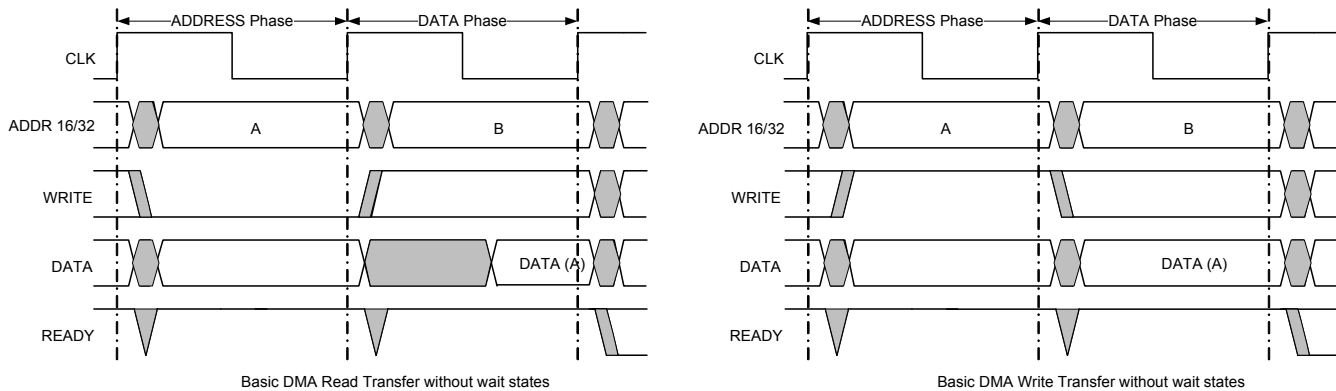 ADDRESS Phase
DATA Phase
CLK
ADDR 16/32
A
B
WRITE
DATA
DATA (A)
READY
Basic DMA Read Transfer without wait states
ADDRESS Phase
DATA Phase
CLK
ADDR 16/32
A
B
WRITE
DATA
DATA (A)
READY
Basic DMA Write Transfer without wait states